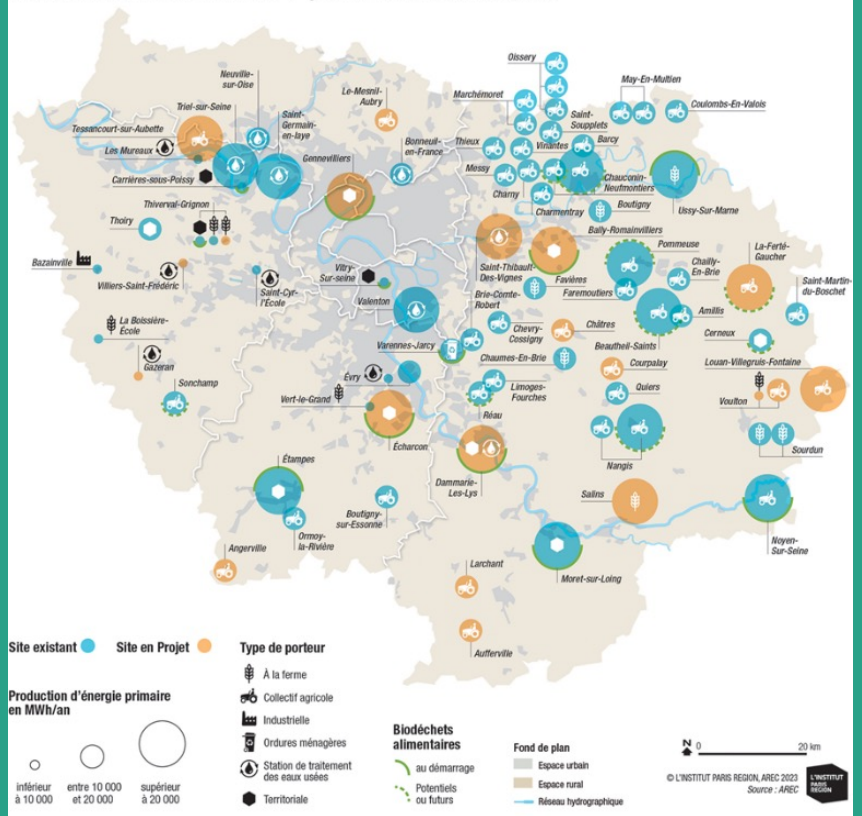 Oissery
May-En-Multien
Neuville-
sur-Oise
Le-Mesnil-
Aubry
Marchémoret
Coulombs-En-Valois
Triel-sur-Seine
Saint-
Germain-
en-laye
Saint-
Soupplets
Tessancourt-sur-Aubette
Bonneuil-
en-France
Thieux
Vinantes
Barcy
Les Mureaux
Gennevilliers
Messy
Chauconin-
Neufmontiers
Carrières-sous-Poissy
Charny
Ussy-Sur-Marne
Thiverval-Grignon
Charmentray
Boutigny
Thoiry
Bailly-Romainvilliers
Pommeuse
La-Ferté-
Gaucher
Bazainville
Vitry-
Sur-seine
Saint-Thibault-
Des-Vignes
Favières
Chailly-
En-Brie
Saint-Martin-
du-Boschet
Villiers-Saint-Frédéric
Saint-Cyr-
l'École
Valenton
Brie-Comte-
Robert
Faremoutiers
Amillis
La Boissière-
École
Varennes-Jarcy
Chevry-
Cossigny
Châtres
Beautheil-Saints
Cerneux
Gazeran
Chaumes-En-Brie
Courpalay
Louan-Villegruis-Fontaine
Sonchamp
Évry
Limoges-
Fourches
Quiers
Voulton
Vert-le-Grand
Réau
Écharcon
Nangis
Sourdun
Étampes
Dammarie-
Les-Lys
Salins
Boutigny-
sur-Essonne
Noyen-
Sur-Seine
Ormoy-
la-Rivière
Angerville
Larchant
Moret-sur-Loing
Aufferville
Site existant
Site en Projet
Type de porteur
À la ferme
Production d'énergie primaire
en MWh/an
Collectif agricole
Industrielle
Ordures ménagères
Station de traitement
des eaux usées
Territoriale
inférieur
à 10 000
entre 10 000
et 20 000
supérieur
à 20 000
Biodéchets
alimentaires
au démarrage
Potentiels
ou futurs
Fond de plan
Espace urbain
Espace rural
Réseau hydrographique
N 0 20 km
© L'INSTITUT PARIS REGION, AREC 2023
Source : AREC
L'INSTITUT
PARIS
REGION